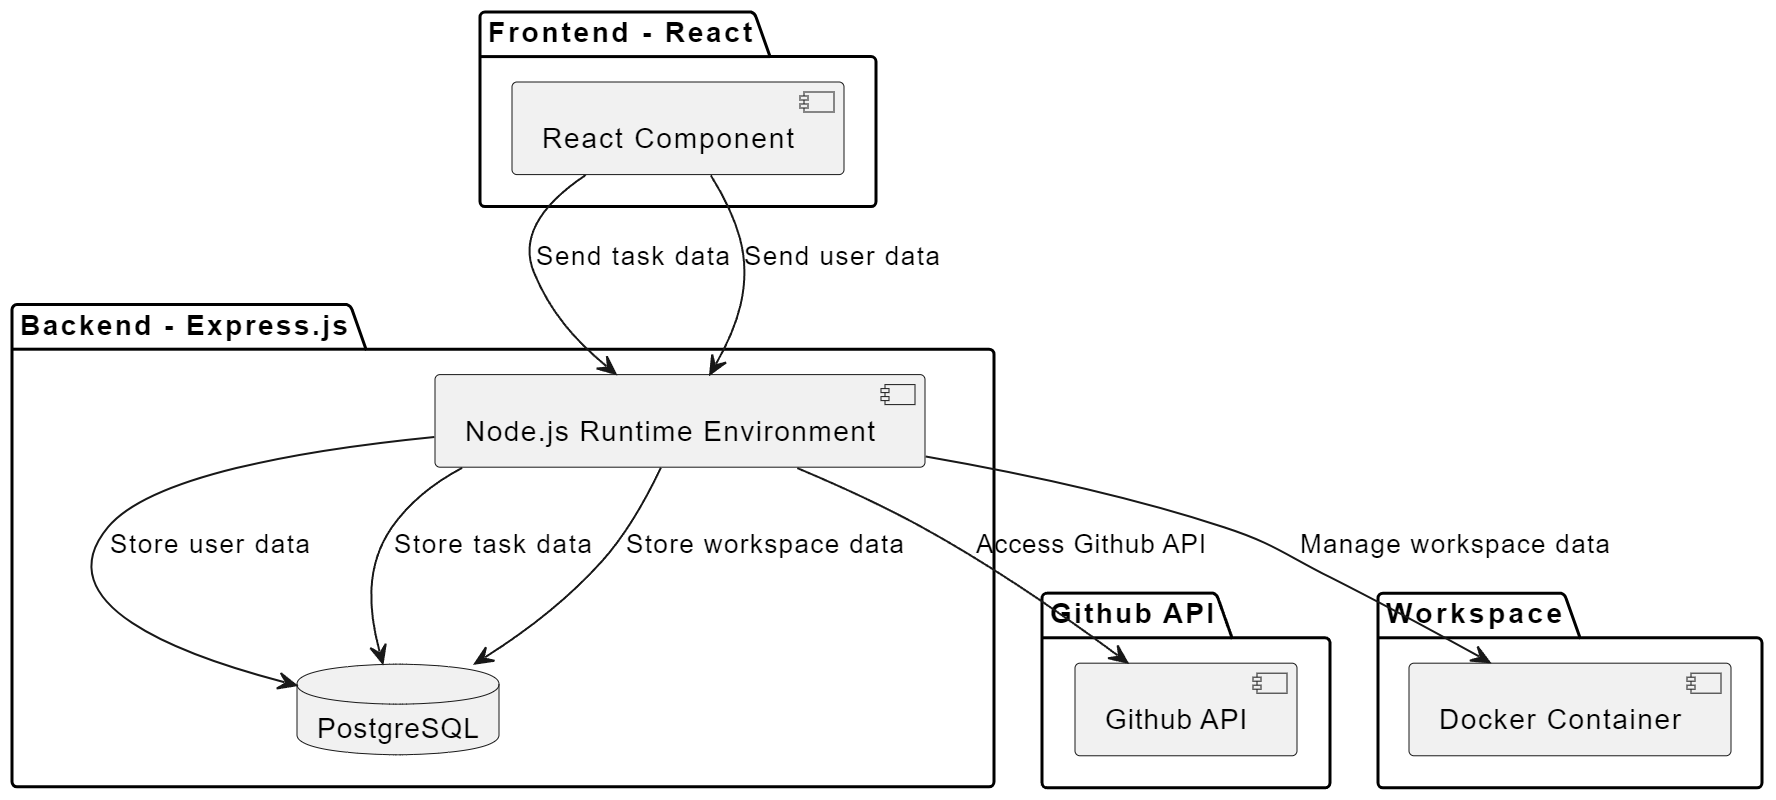 Frontend - React
React Component
Send task data
Send user data
Backend - Express.js
Node.js Runtime Environment
Store user data
Store task data
Store workspace data
Access Github API
Manage workspace data
Github API
Workspace
PostgreSQL
Github API
Docker Container